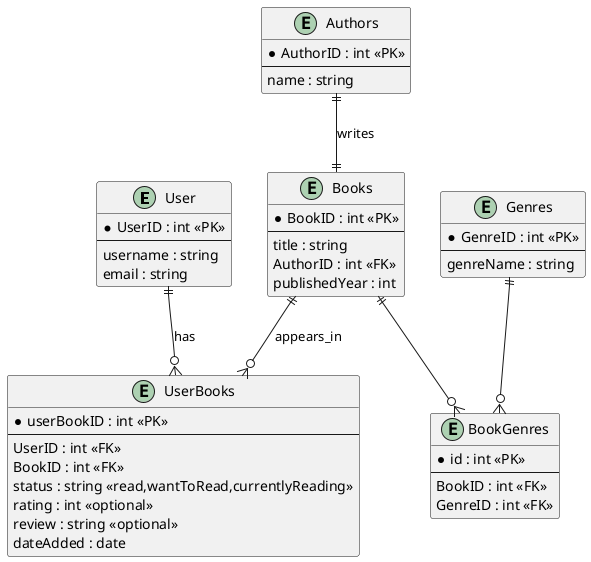 E Authors
* AuthorID : int «PK»
name : string
writes
E User
* UserID : int «PK»
username : string
email : string
E Books
* BookID : int «PK»
title : string
AuthorID : int «FK»
publishedYear : int
E Genres
* GenreID : int «PK»
genreName : string
has
appears_in
E UserBooks
* userBookID : int «PK»
UserID : int «FK»
BookID : int «FK»
status : string «read,wantToRead,currentlyReading»
rating : int «optional»
review : string «optional»
dateAdded : date
E BookGenres
* id : int «PK»
BookID : int «FK»
GenreID : int «FK»